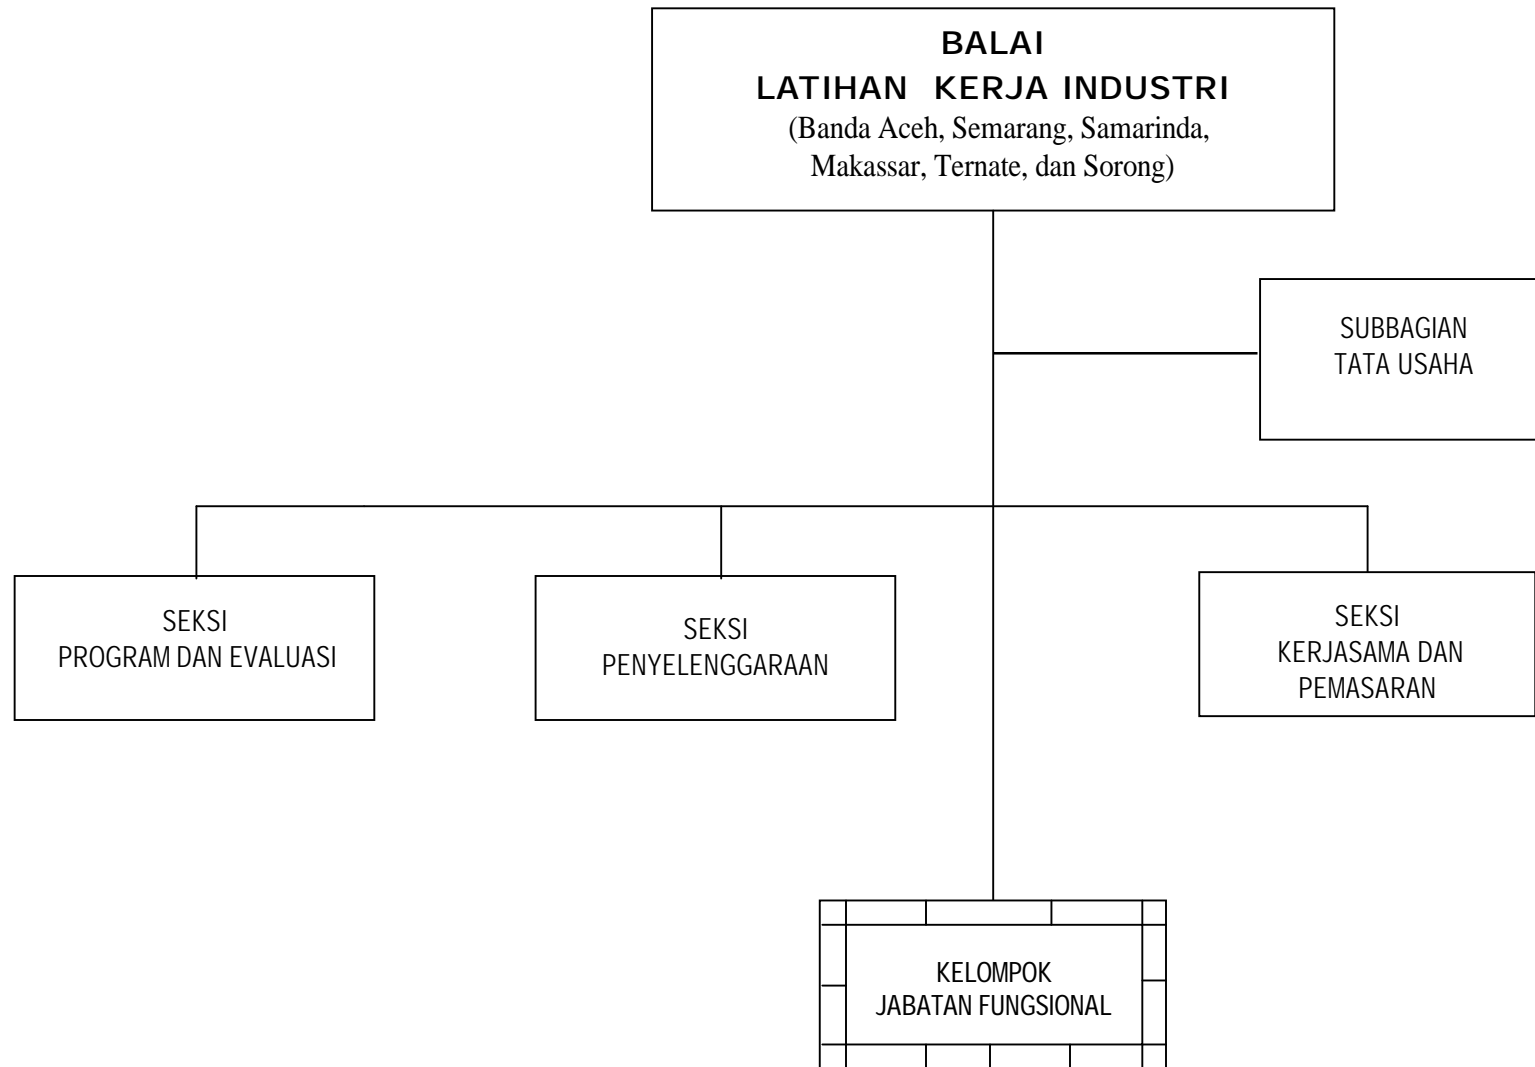 BALAI
LATIHAN KERJA INDUSTRI
(Banda Aceh, Semarang, Samarinda,
Makassar, Ternate, dan Sorong)
SUBBAGIAN
TATA USAHA
SEKSI
PROGRAM DAN EVALUASI
SEKSI
PENYELENGGARAAN
SEKSI
KERJASAMA DAN
PEMASARAN
KELOMPOK
JABATAN FUNGSIONAL